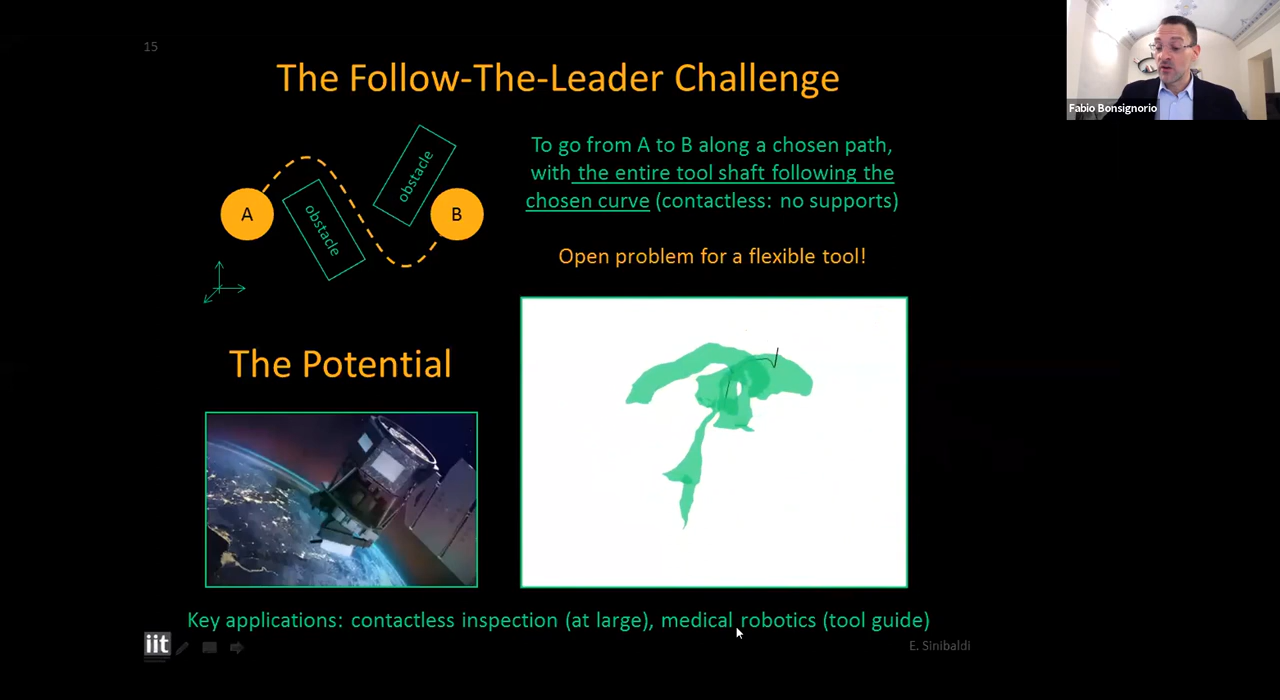 15
Fabio Bonsignorio
The Follow-The-Leader Challenge
obstacle
obstacle
A
B
To go from A to B along a chosen path,
with the entire tool shaft following the
chosen curve (contactless: no supports)
Open problem for a flexible tool!
The Potential
Key applications: contactless inspection (at large), medical robotics (tool guide)
iit
E. Sinibaldi